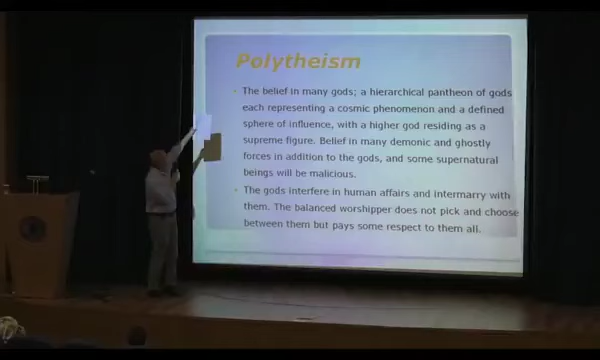 Polytheism
The belief in many gods; a hierarchical pantheon of gods
each representing a cosmic phenomenon and a defined
sphere of influence, with a higher god residing as a
supreme figure. Belief in many demonic and ghostly
forces in addition to the gods, and some supernatural
beings will be malicious.
The gods interfere in human affairs and intermarry with
them. The balanced worshipper does not pick and choose
between them but pays some respect to them all.